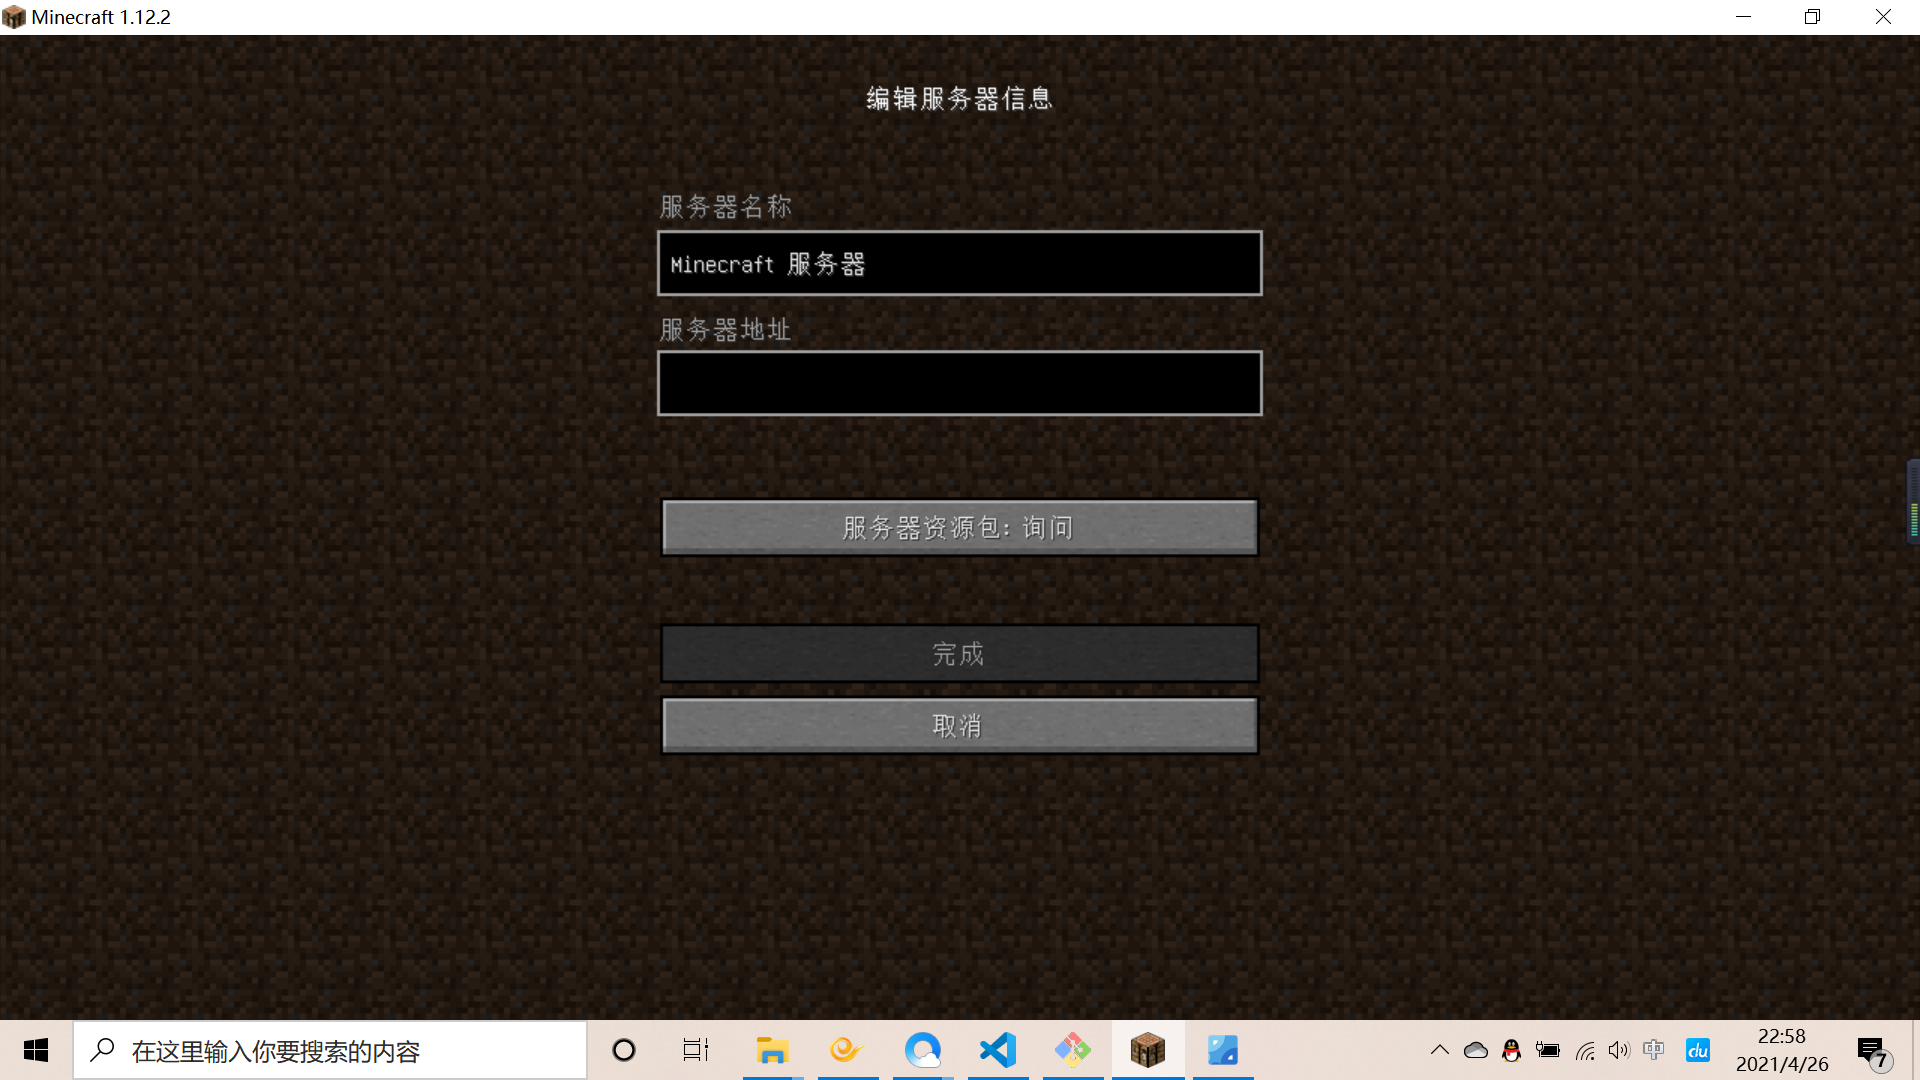 Minecraft 1.12.2
编辑服务器信息
服务器名称
Minecraft 服务器
服务器地址
服务器资源包: 询问
完成
取消
在这里输入你要搜索的内容
中
du
22:58
2021/4/26
7